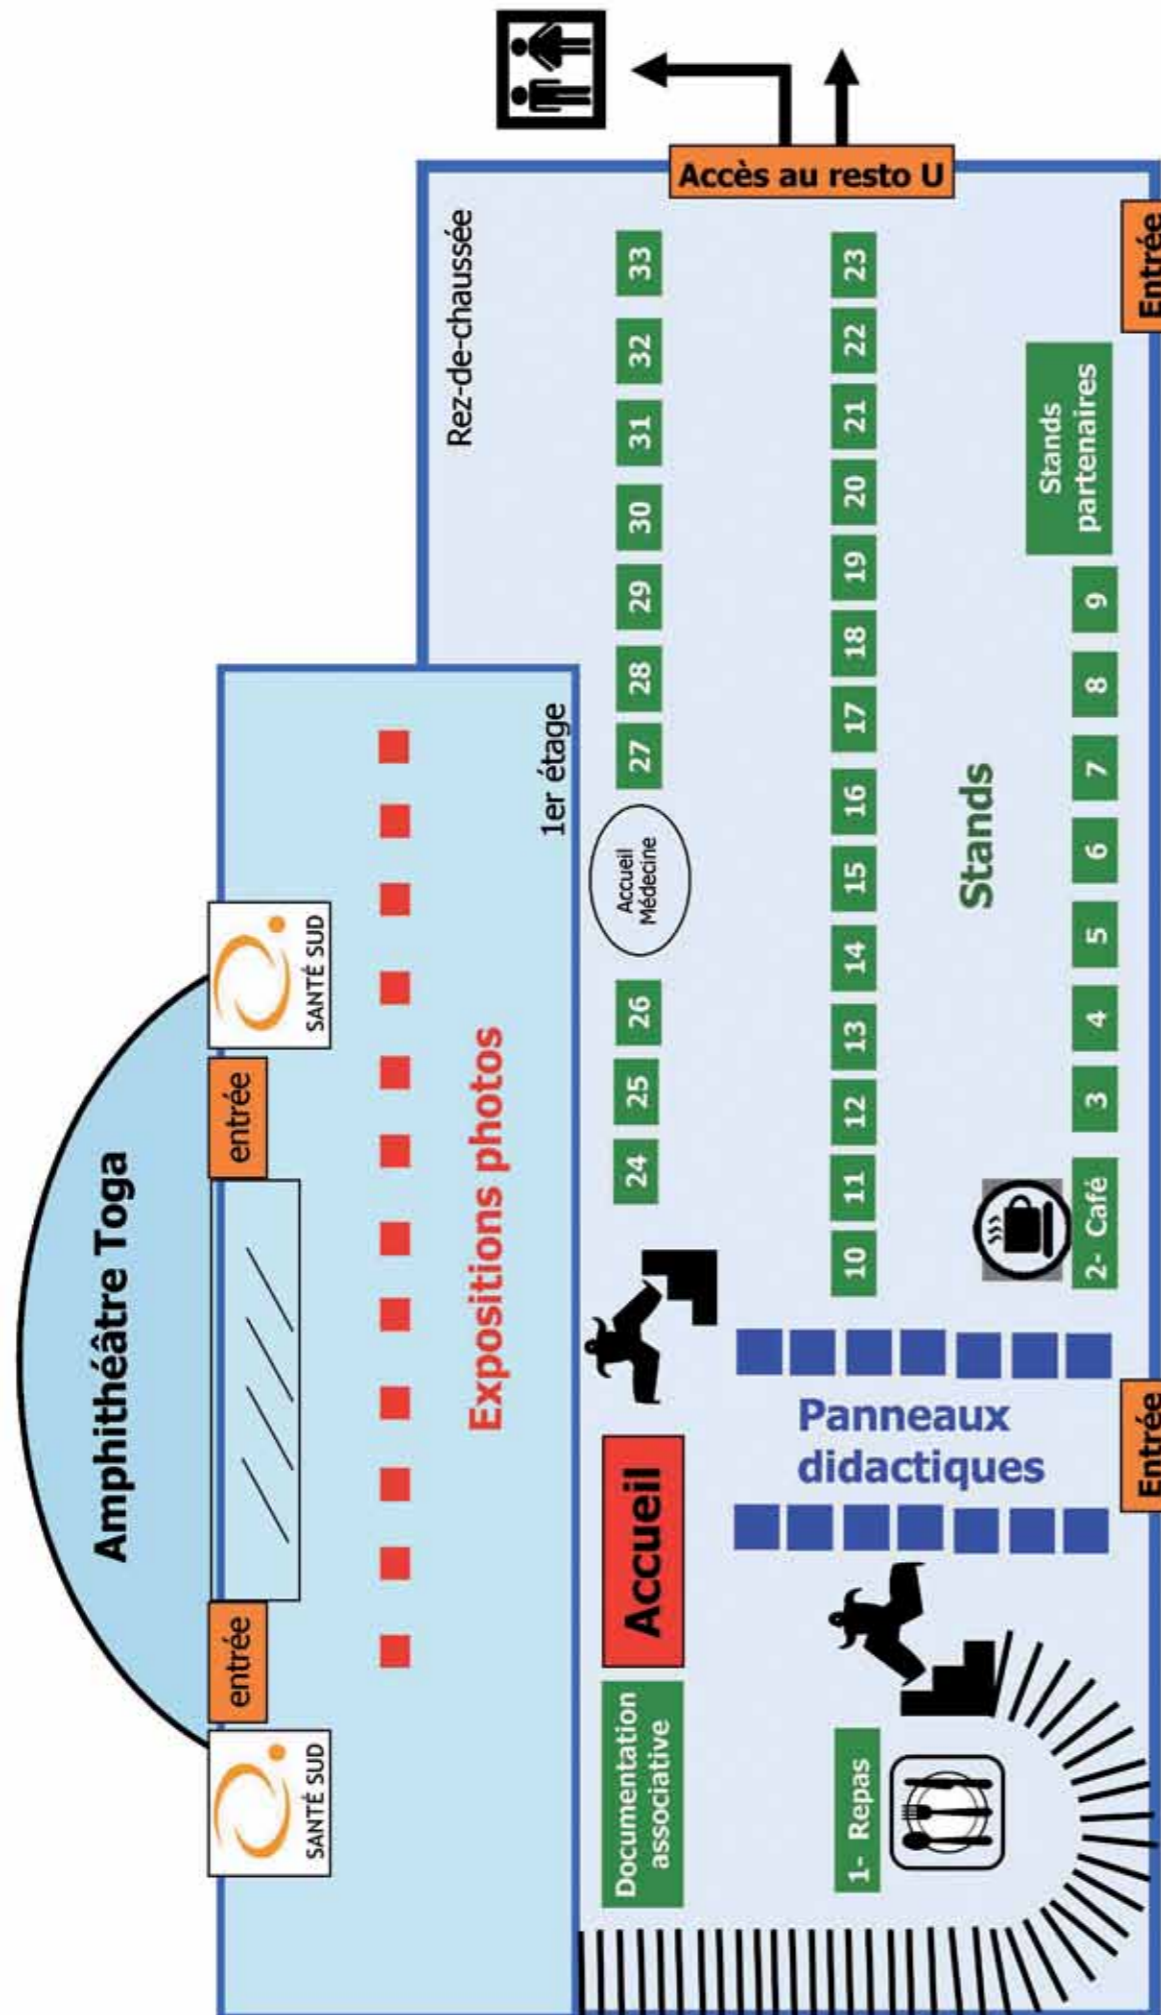 Amphithéâtre Toga
SANTÉ SUD
entrée
entrée
SANTÉ SUD
Expositions photos
1er étage
Rez-de-chaussée
Documentation
associative
Accueil
24
25
26
Accueil
Médecine
27
28
29
30
31
32
33
Accès au resto U
1- Repas
Panneaux
didactiques
10
11
12
13
14
15
16
17
18
19
20
21
22
23
Stands
2- Café
3
4
5
6
7
8
9
Stands
partenaires
Entrée
Entrée